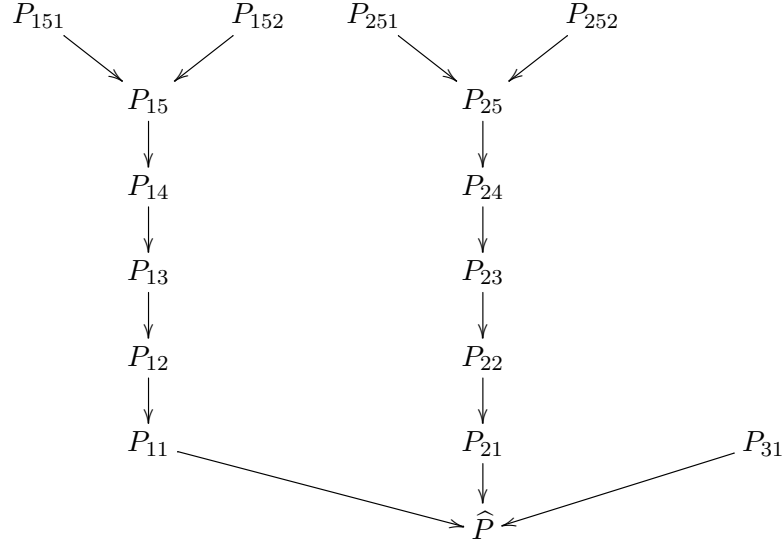 P₁₅₁ P₁₅₂ P₂₅₁ P₂₅₂
P₁₅ P₂₅
P₁₄ P₂₄
P₁₃ P₂₃
P₁₂ P₂₂
P₁₁ P₂₁ P₃₁
P̂